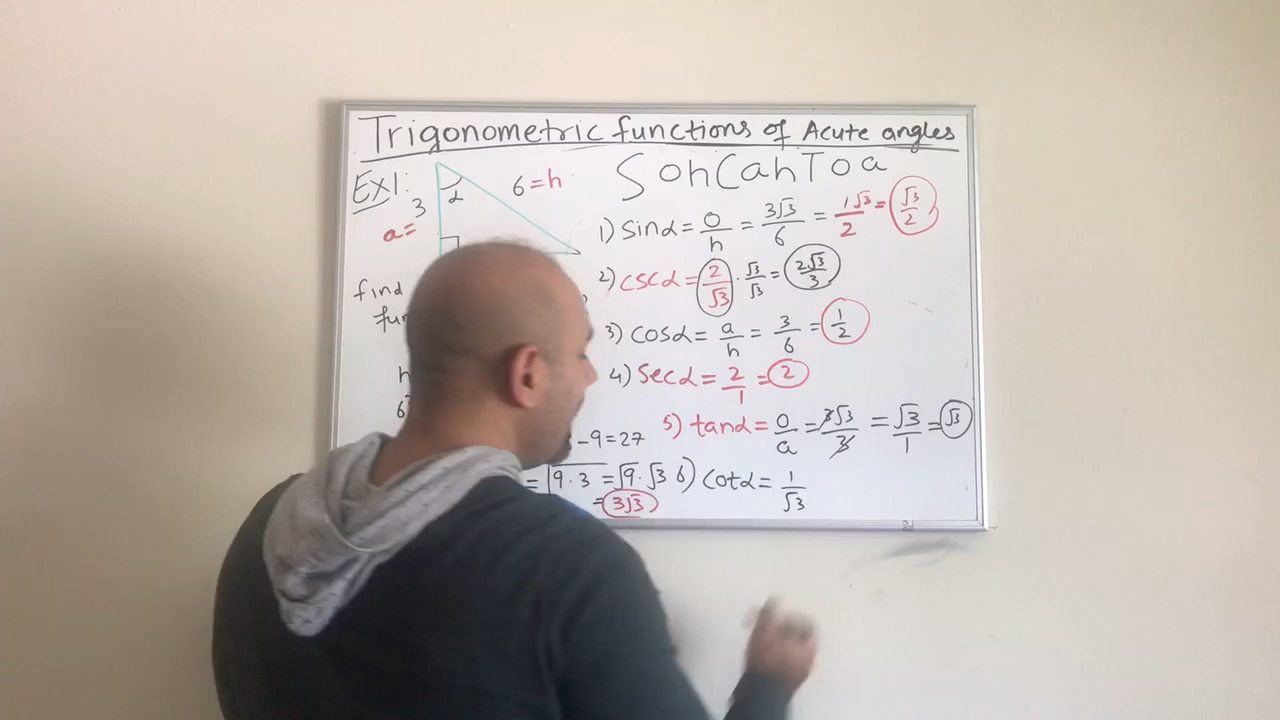 Trigonometric functions of Acute angles
SohCahToa
EX1:
3
α
6=h
a=
find
1) Sinα = O/h = 3√3/6 = 1√3/2 = √3/2
2) CSCα = 2/√3 · √3/√3 = 2√3/3
3) COSα = a/h = 3/6 = 1/2
4) Secα = 2/1 = 2
5) tanα = O/a = 3√3/3 = √3/1 = √3
-9=27
= √9·3 = √9·√3
= 3√3
6) Cotα = 1/√3